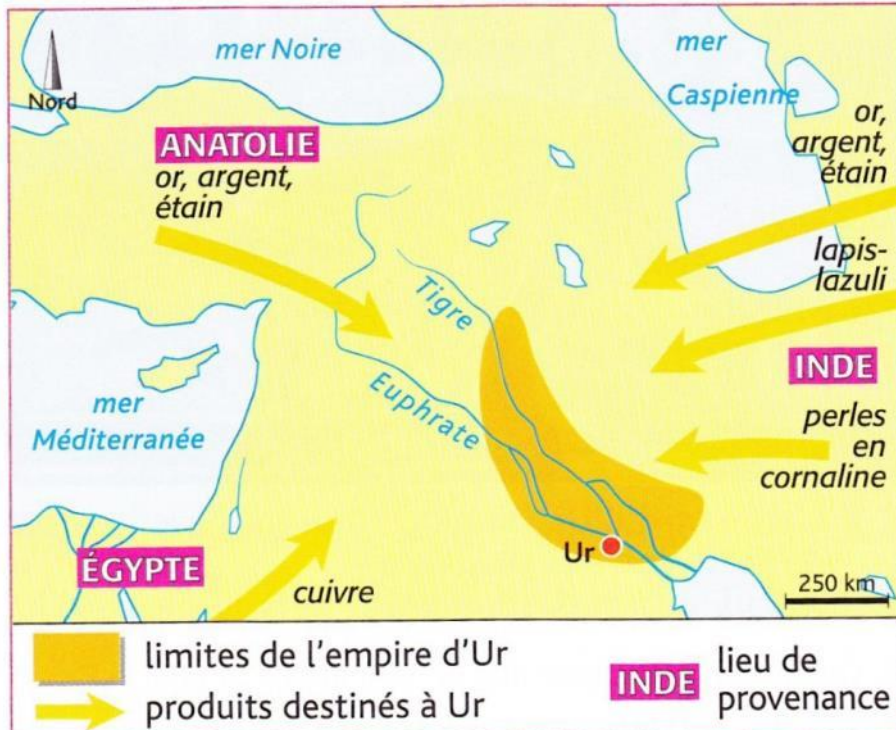 mer Noire
mer
Caspienne
Nord
ANATOLIE
or, argent,
étain
or,
argent,
étain
lapis-
lazuli
Tigre
Euphrate
INDE
perles
en
cornaline
mer
Méditerranée
Ur
ÉGYPTE
cuivre
250 km
limites de l'empire d'Ur
produits destinés à Ur
INDE
lieu de
provenance